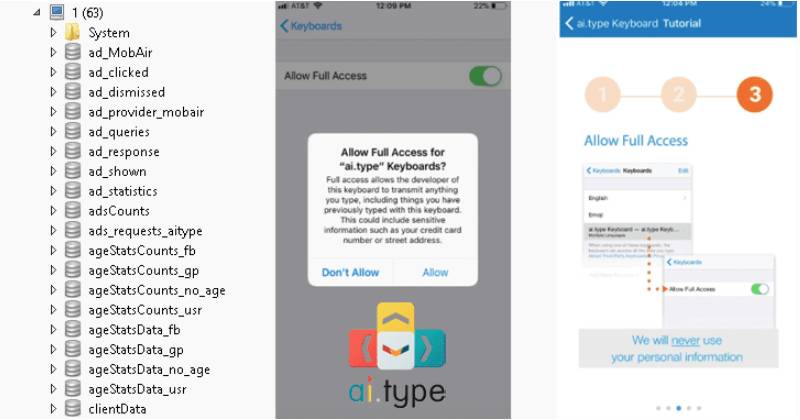 1 (63)
System
ad_MobAir
ad_clicked
ad_dismissed
ad_provider_mobair
ad_queries
ad_response
ad_shown
ad_statistics
adsCounts
ads_requests_aitype
ageStatsCounts_fb
ageStatsCounts_gp
ageStatsCounts_no_age
ageStatsCounts_usr
ageStatsData_fb
ageStatsData_gp
ageStatsData_no_age
ageStatsData_usr
clientData
AT&T 12:09 PM 22%
Keyboards
Allow Full Access
Allow Full Access for
“ai.type” Keyboards?
Full access allows the developer of
this keyboard to transmit anything
you type, including things you have
previously typed with this keyboard.
This could include sensitive
information such as your credit card
number or street address.
Don't Allow Allow
ai.type
AT&T 12:04 PM 24%
ai.type Keyboard Tutorial
1 2 3
Allow Full Access
Keyboards Keyboards Edit
English
Emoji
ai.type Keyboard — ai.type Keyb...
Multiple Languages
Keyboards
Allow Full Access
We will never use
your personal information